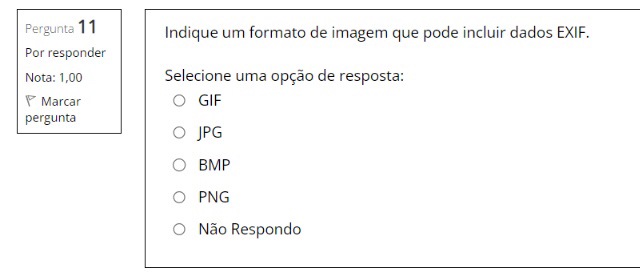 Pergunta 11
Por responder
Nota: 1,00
Marcar
pergunta
Indique um formato de imagem que pode incluir dados EXIF.
Selecione uma opção de resposta:
GIF
JPG
BMP
PNG
Não Respondo